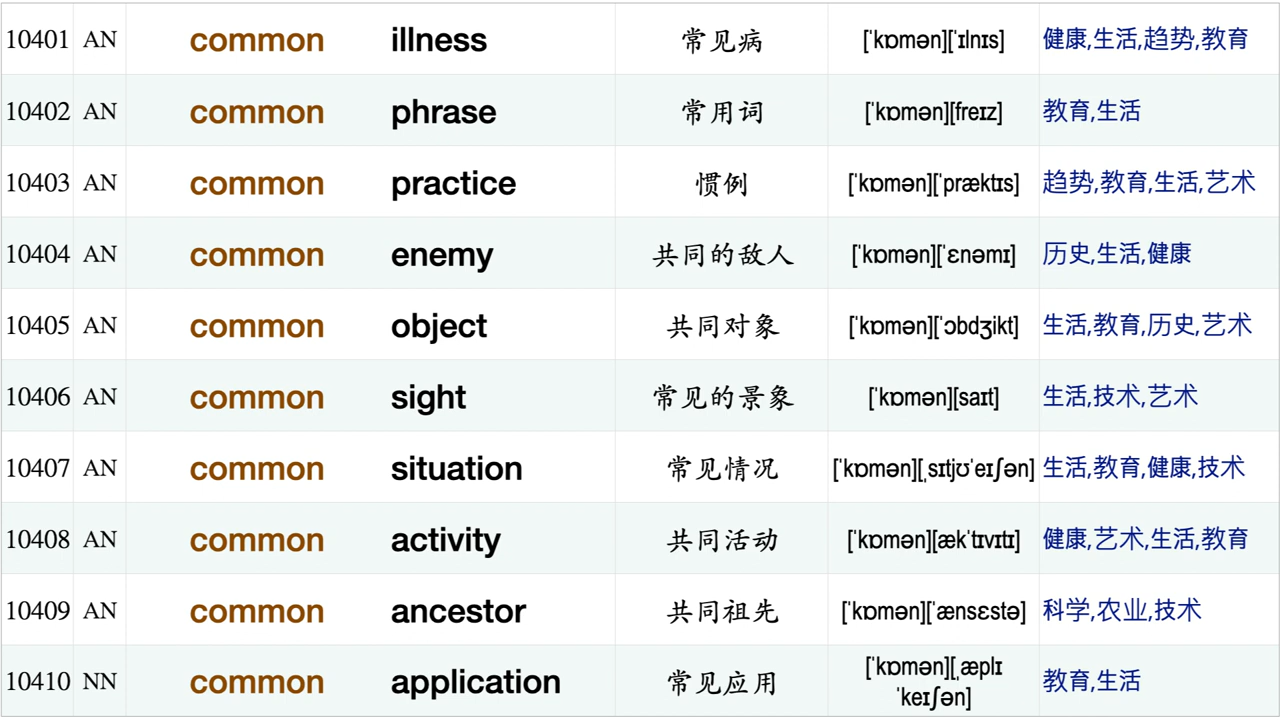 10401 AN common illness 常见病 [ˈkɒmən][ˈɪlnɪs] 健康,生活,趋势,教育
10402 AN common phrase 常用词 [ˈkɒmən][freɪz] 教育,生活
10403 AN common practice 惯例 [ˈkɒmən][ˈpræktɪs] 趋势,教育,生活,艺术
10404 AN common enemy 共同的敌人 [ˈkɒmən][ˈɛnəmɪ] 历史,生活,健康
10405 AN common object 共同对象 [ˈkɒmən][ˈɔbdʒikt] 生活,教育,历史,艺术
10406 AN common sight 常见的景象 [ˈkɒmən][saɪt] 生活,技术,艺术
10407 AN common situation 常见情况 [ˈkɒmən][ˌsɪtjʊˈeɪʃən] 生活,教育,健康,技术
10408 AN common activity 共同活动 [ˈkɒmən][ækˈtɪvɪtɪ] 健康,艺术,生活,教育
10409 AN common ancestor 共同祖先 [ˈkɒmən][ˈænsɛstə] 科学,农业,技术
10410 NN common application 常见应用 [ˈkɒmən][ˌæplɪ
ˈkeɪʃən] 教育,生活